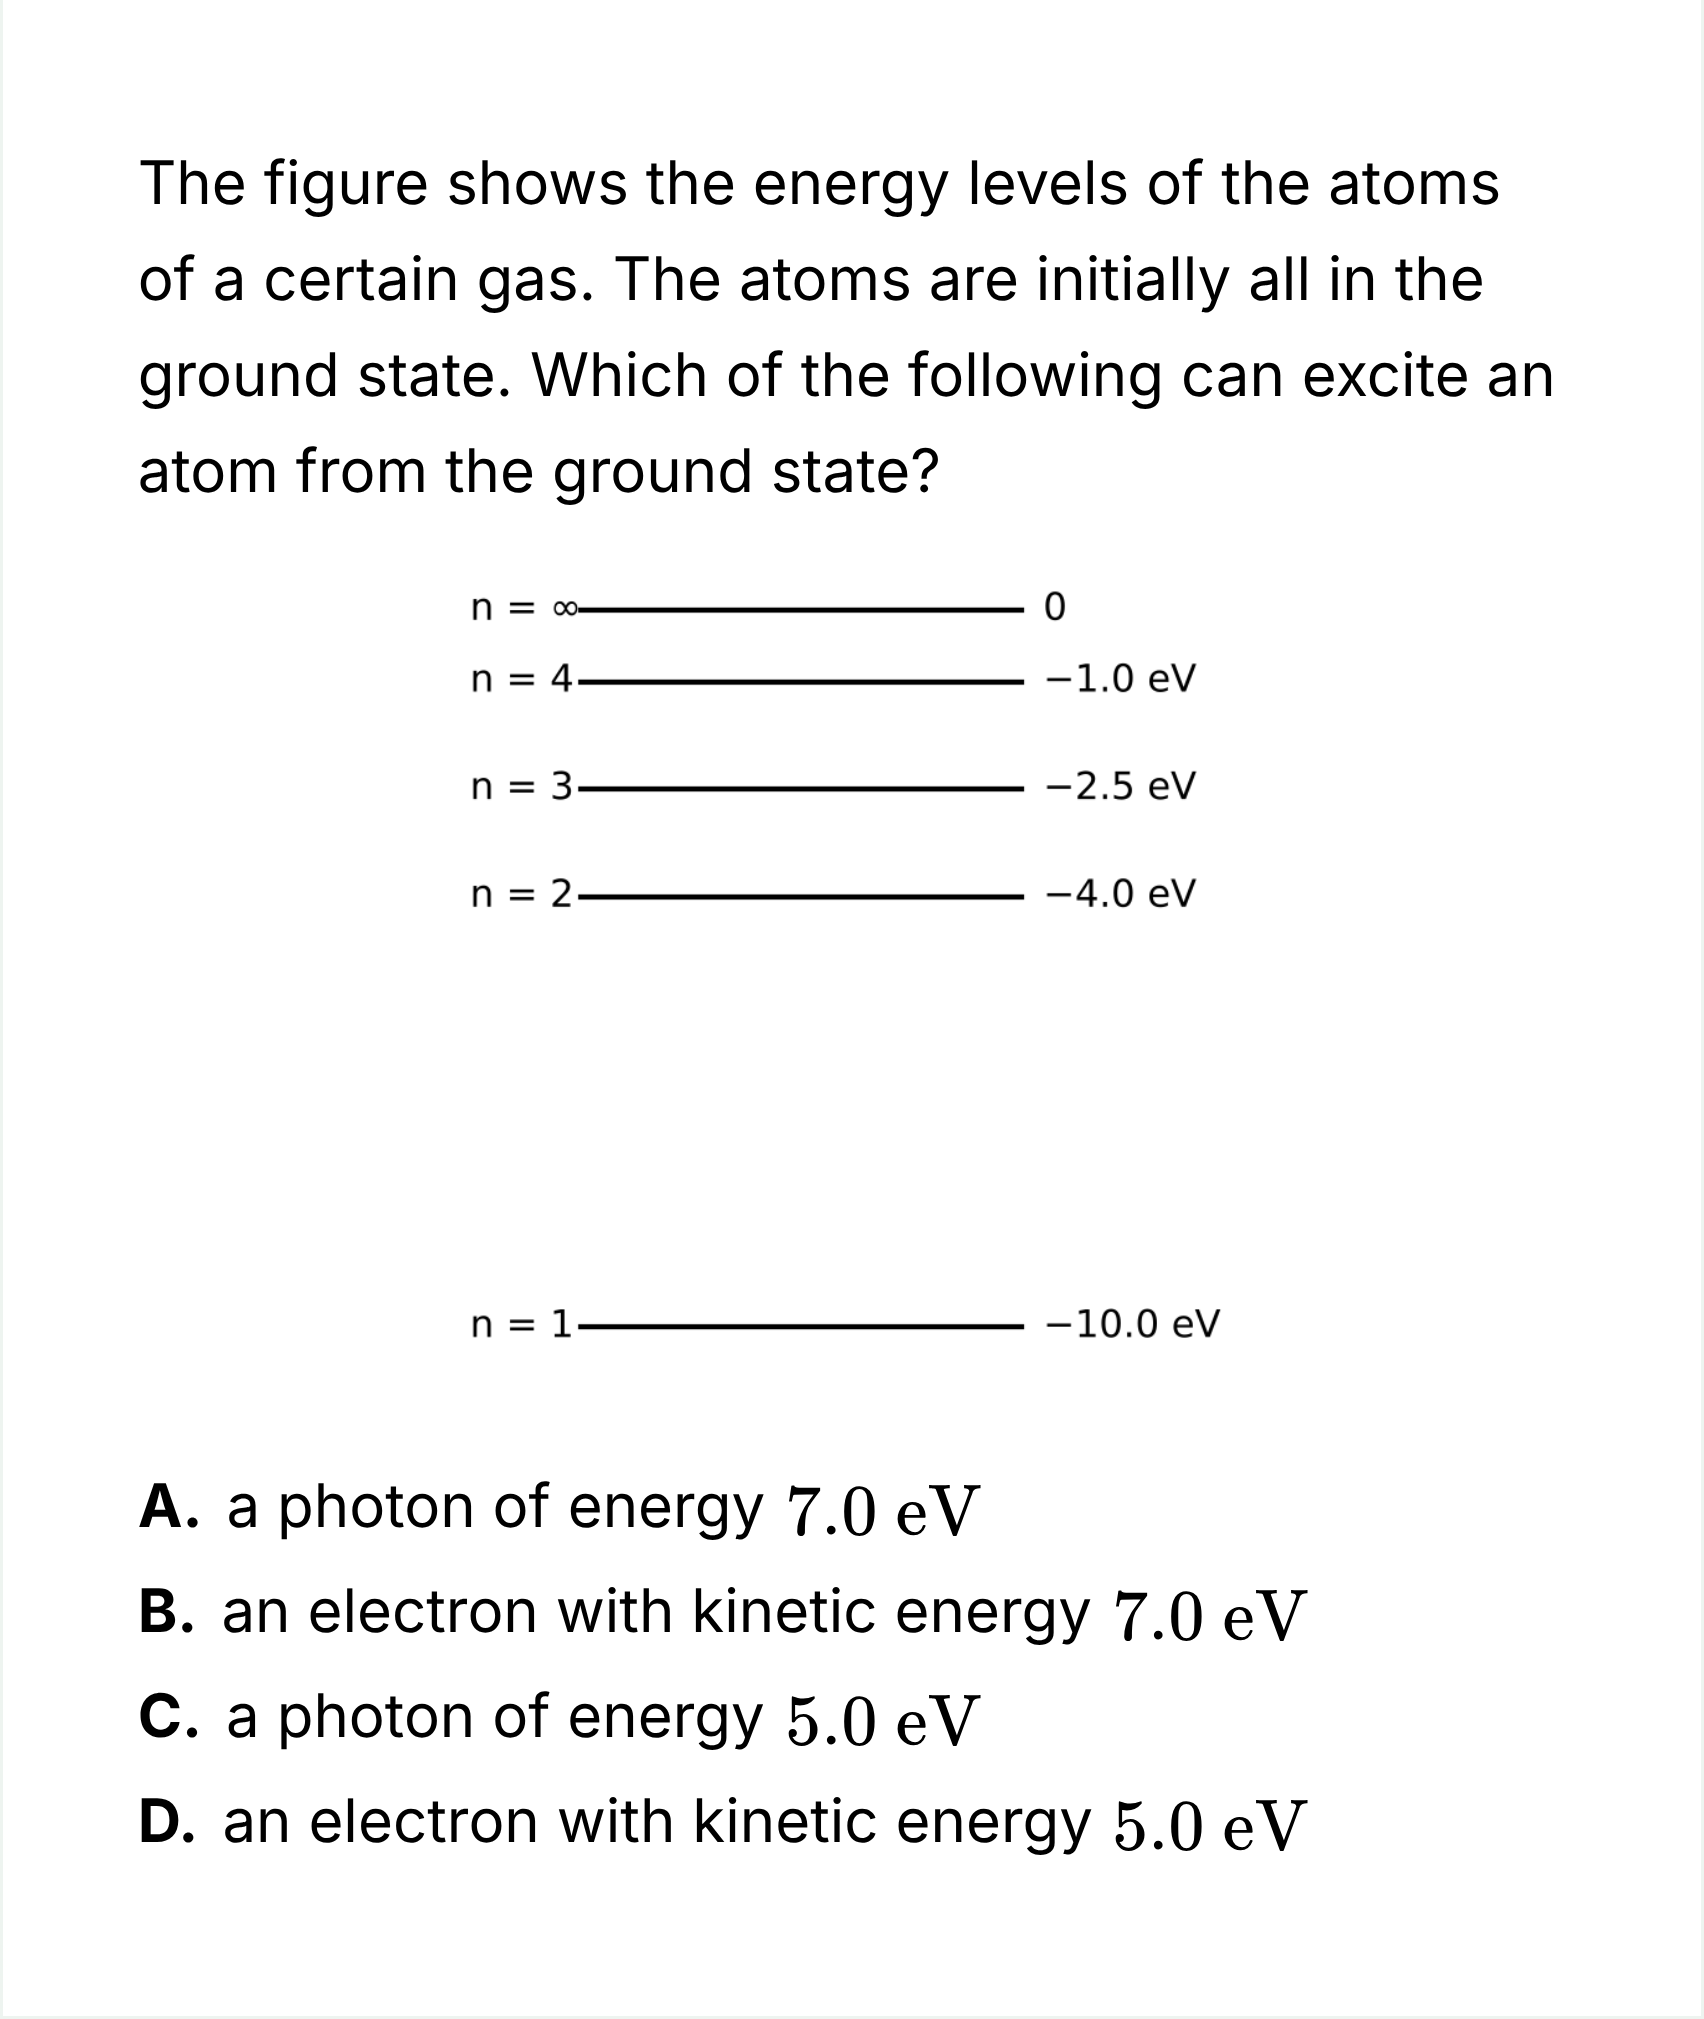 The figure shows the energy levels of the atoms
of a certain gas. The atoms are initially all in the
ground state. Which of the following can excite an
atom from the ground state?
n = ∞ 0
n = 4 −1.0 eV
n = 3 −2.5 eV
n = 2 −4.0 eV
n = 1 −10.0 eV
A. a photon of energy 7.0 eV
B. an electron with kinetic energy 7.0 eV
C. a photon of energy 5.0 eV
D. an electron with kinetic energy 5.0 eV